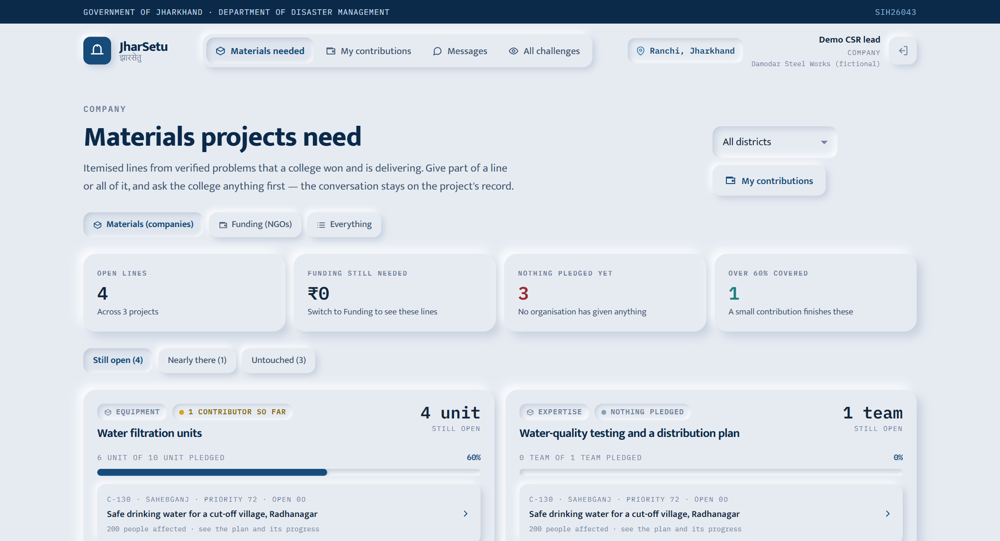 GOVERNMENT OF JHARKHAND · DEPARTMENT OF DISASTER MANAGEMENT
SIH26043
JharSetu
झारसेतु
Materials needed
My contributions
Messages
All challenges
Ranchi, Jharkhand
Demo CSR lead
COMPANY
Damodar Steel Works (fictional)
COMPANY
Materials projects need
Itemised lines from verified problems that a college won and is delivering. Give part of a line
or all of it, and ask the college anything first — the conversation stays on the project's record.
All districts
My contributions
Materials (companies)
Funding (NGOs)
Everything
OPEN LINES
4
Across 3 projects
FUNDING STILL NEEDED
₹0
Switch to Funding to see these lines
NOTHING PLEDGED YET
3
No organisation has given anything
OVER 60% COVERED
1
A small contribution finishes these
Still open (4)
Nearly there (1)
Untouched (3)
EQUIPMENT
1 CONTRIBUTOR SO FAR
4 unit
STILL OPEN
Water filtration units
6 UNIT OF 10 UNIT PLEDGED
60%
C-130 · SAHEBGANJ · PRIORITY 72 · OPEN 0D
Safe drinking water for a cut-off village, Radhanagar
200 people affected · see the plan and its progress
EXPERTISE
NOTHING PLEDGED
1 team
STILL OPEN
Water-quality testing and a distribution plan
0 TEAM OF 1 TEAM PLEDGED
0%
C-130 · SAHEBGANJ · PRIORITY 72 · OPEN 0D
Safe drinking water for a cut-off village, Radhanagar
200 people affected · see the plan and its progress